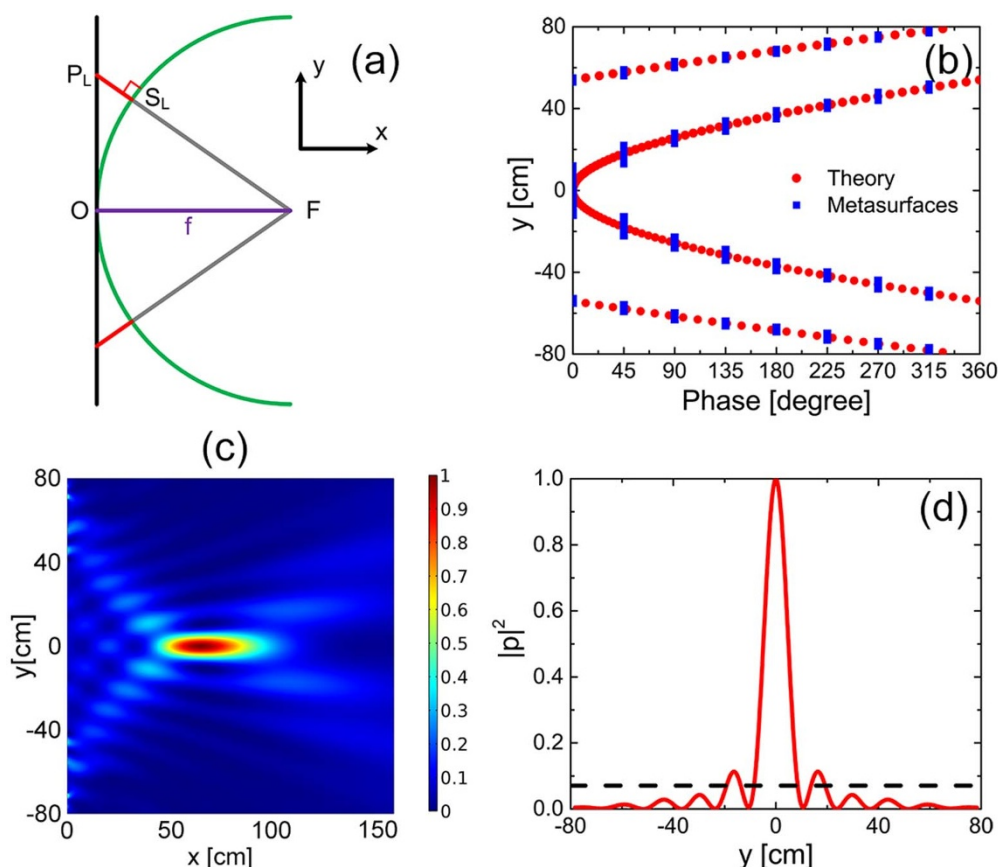 (a)
P_L
S_L
O
F
f
y
x
(b)
80
40
0
-40
-80
y [cm]
0 45 90 135 180 225 270 315 360
Phase [degree]
Theory
Metasurfaces
(c)
80
40
0
-40
-80
y[cm]
0 50 100 150
x [cm]
1
0.9
0.8
0.7
0.6
0.5
0.4
0.3
0.2
0.1
0
(d)
1.0
0.8
0.6
0.4
0.2
0.0
|p|²
-80 -40 0 40 80
y [cm]